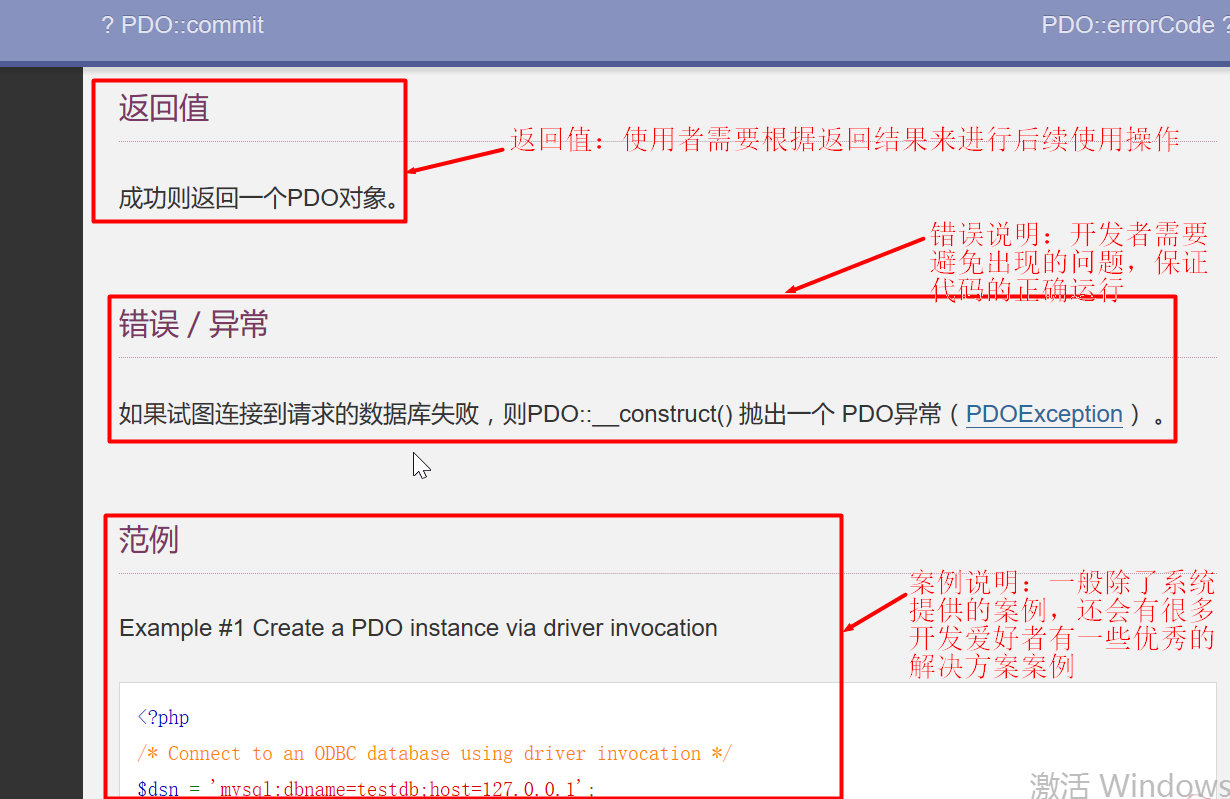 ? PDO::commit
PDO::errorCode ?
返回值
返回值：使用者需要根据返回结果来进行后续使用操作
成功则返回一个PDO对象。
错误说明：开发者需要
避免出现的问题，保证
代码的正确运行
错误 / 异常
如果试图连接到请求的数据库失败，则PDO::__construct() 抛出一个 PDO异常（PDOException ） 。
范例
案例说明：一般除了系统
提供的案例，还会有很多
开发爱好者有一些优秀的
解决方案案例
Example #1 Create a PDO instance via driver invocation
<?php
/* Connect to an ODBC database using driver invocation */
$dsn = 'mysql:dbname=testdb;host=127.0.0.1';
激活 Windows